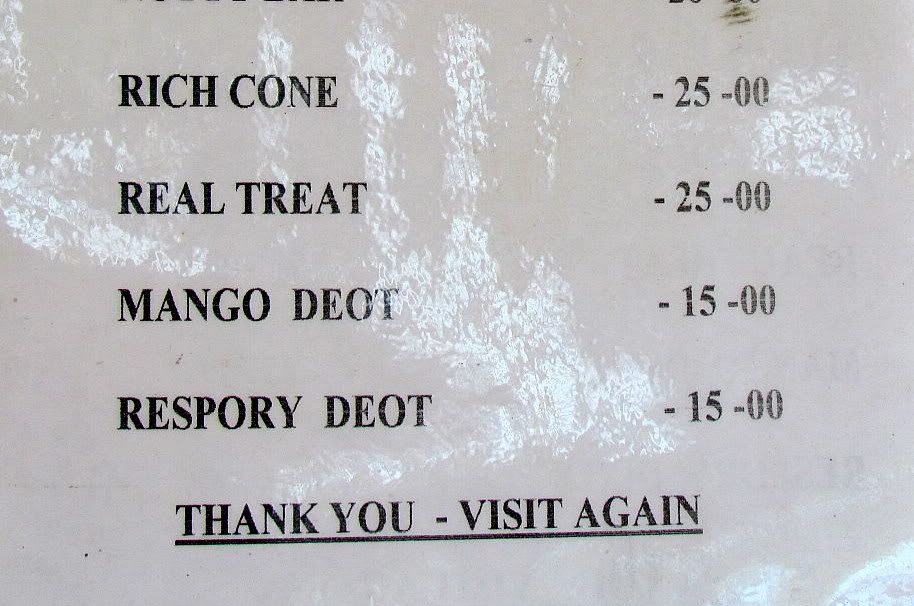 RICH CONE - 25 -00
REAL TREAT - 25 -00
MANGO DEOT - 15 -00
RESPORY DEOT - 15 -00
THANK YOU - VISIT AGAIN